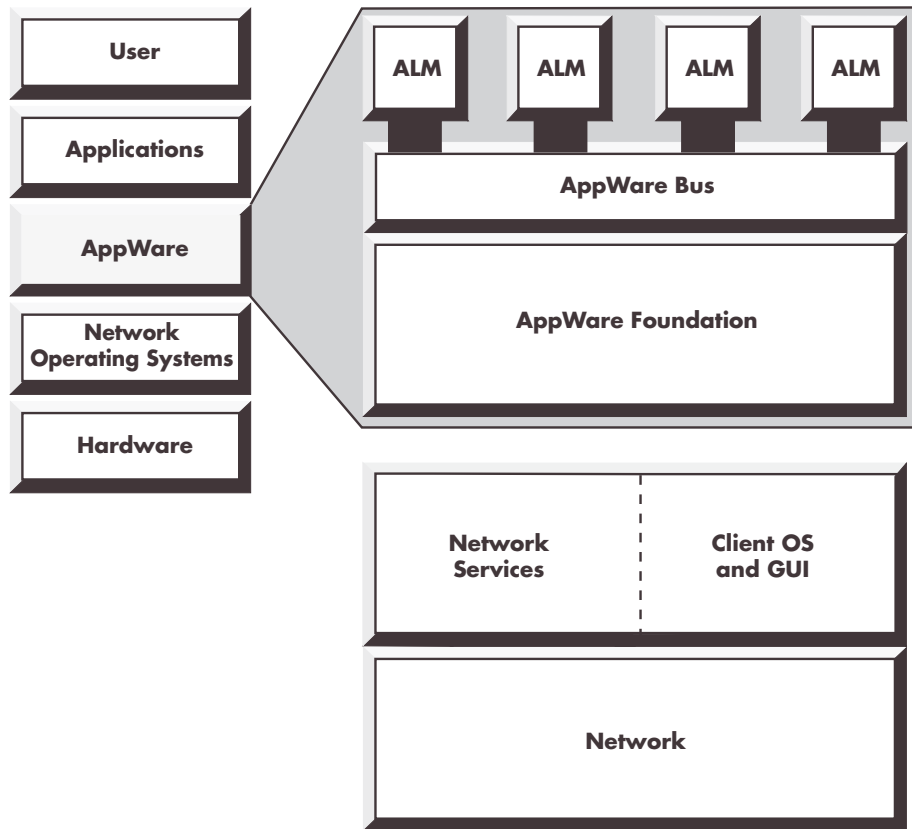 User
Applications
AppWare
Network
Operating Systems
Hardware
ALM
ALM
ALM
ALM
AppWare Bus
AppWare Foundation
Network
Services
Client OS
and GUI
Network